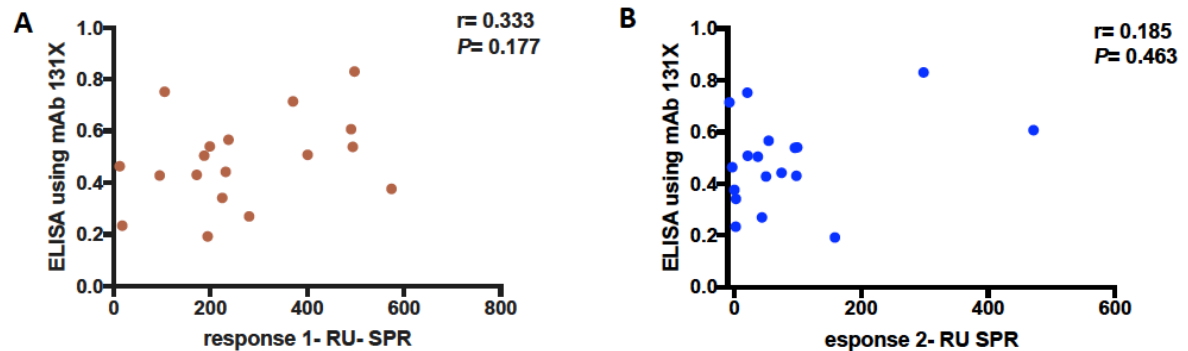 A
r= 0.333
P= 0.177
ELISA using mAb 131X
1.0
0.8
0.6
0.4
0.2
0.0
0 200 400 600 800
response 1- RU- SPR
B
r= 0.185
P= 0.463
ELISA using mAb 131X
1.0
0.8
0.6
0.4
0.2
0.0
0 200 400 600
esponse 2- RU SPR